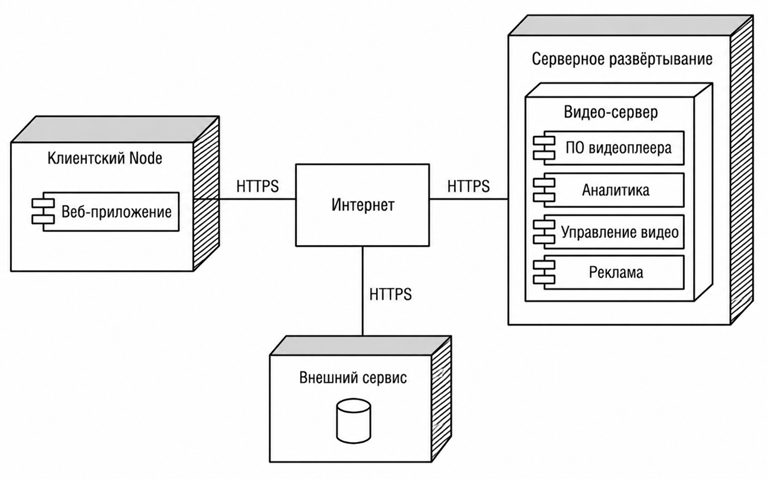 Клиентский Node
Веб-приложение
HTTPS
Интернет
HTTPS
HTTPS
Внешний сервис
Серверное развёртывание
Видео-сервер
ПО видеоплеера
Аналитика
Управление видео
Реклама